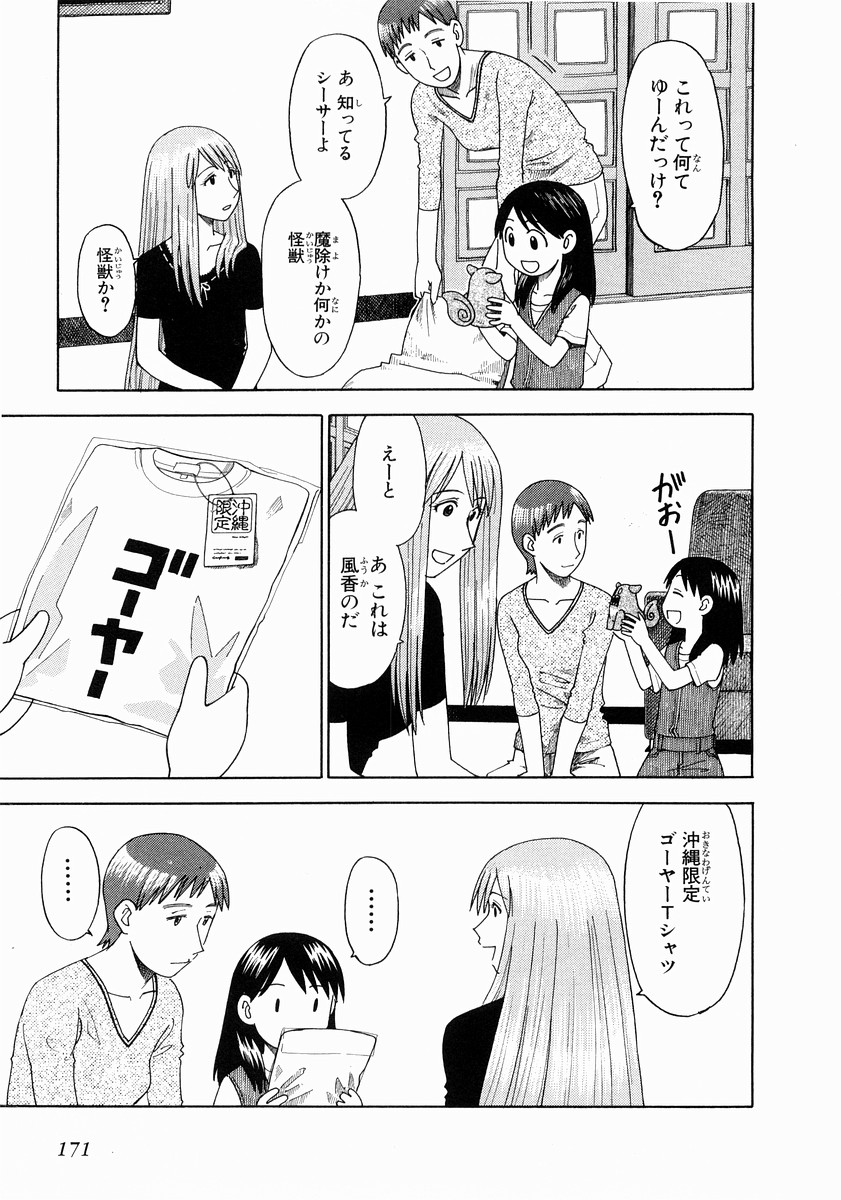 これって何て
ゆーんだっけ？
あ 知ってる
シーサーよ
魔除けか何かの
怪獣
怪獣か？
がおー
えーと
あ これは
風香のだ
沖縄
限定
ゴーヤー
沖縄限定
ゴーヤーTシャツ
……
……
171